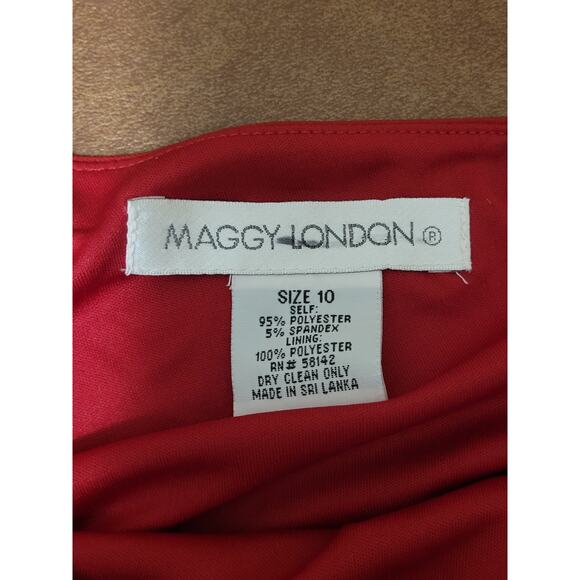 MAGGY LONDON ®
SIZE 10
SELF:
95% POLYESTER
5% SPANDEX
LINING:
100% POLYESTER
RN# 58142
DRY CLEAN ONLY
MADE IN SRI LANKA